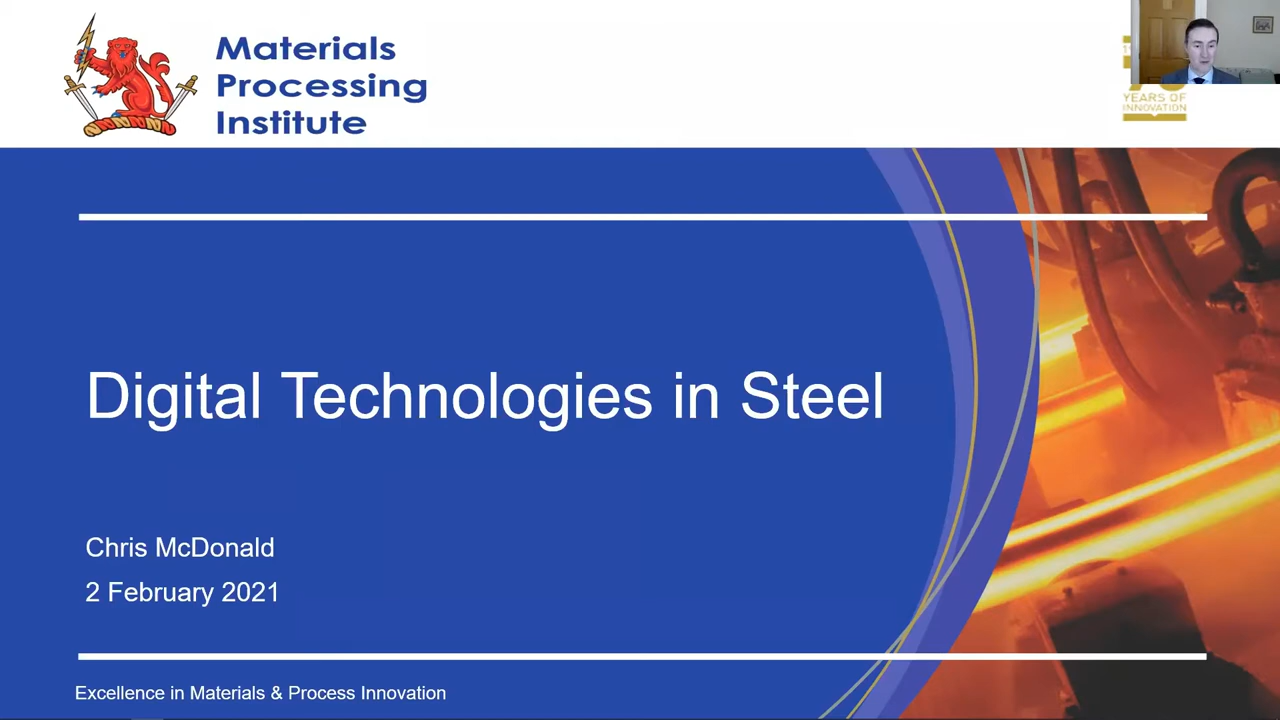 Materials
Processing
Institute
YEARS OF
INNOVATION
Digital Technologies in Steel
Chris McDonald
2 February 2021
Excellence in Materials & Process Innovation